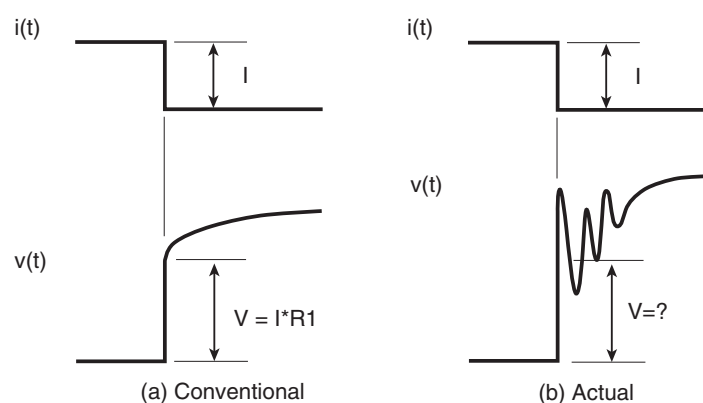 i(t)
I
v(t)
V = I*R1
(a) Conventional
i(t)
I
v(t)
V=?
(b) Actual